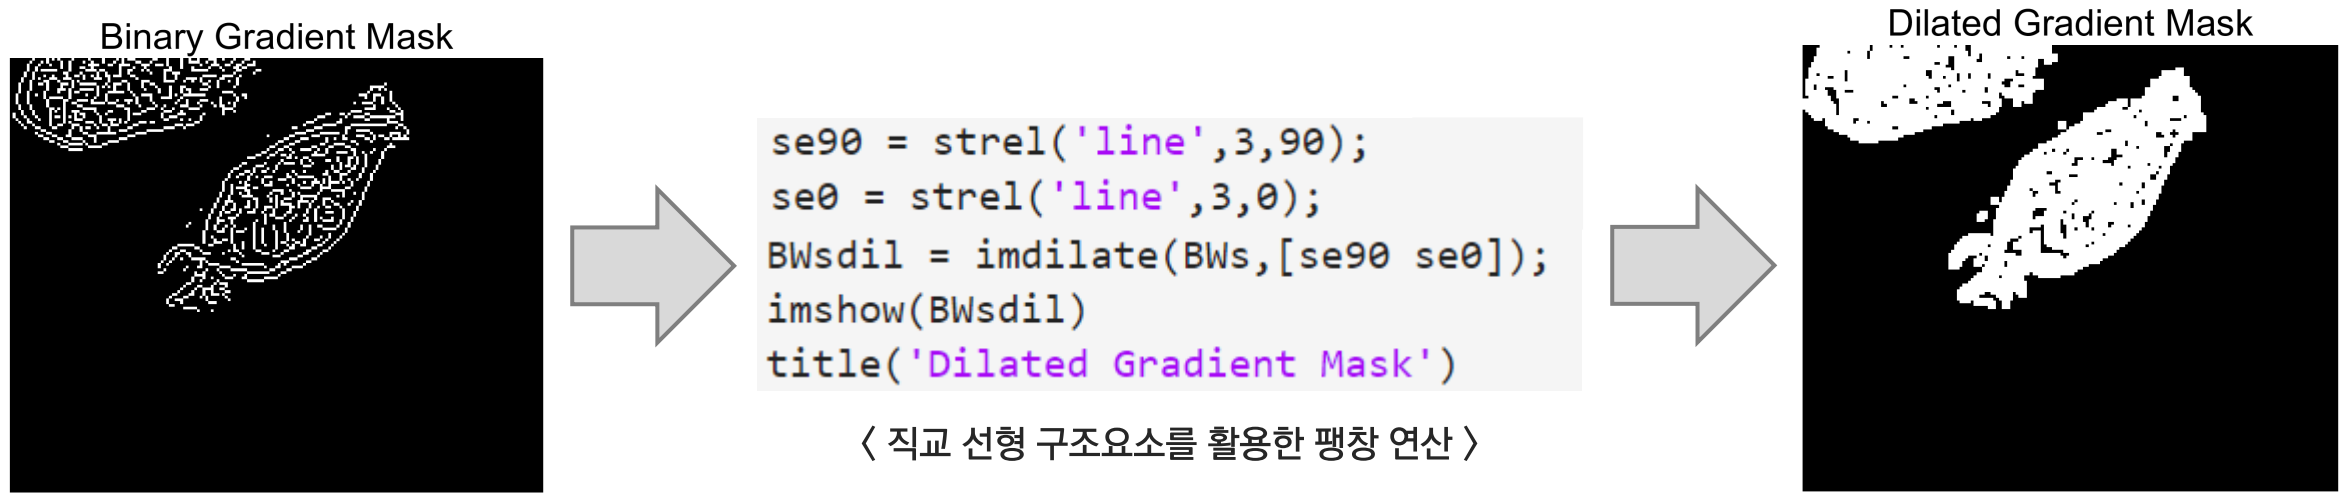 Binary Gradient Mask
se90 = strel('line',3,90);
se0 = strel('line',3,0);
BWsdil = imdilate(BWs,[se90 se0]);
imshow(BWsdil)
title('Dilated Gradient Mask')
〈 직교 선형 구조요소를 활용한 팽창 연산 〉
Dilated Gradient Mask